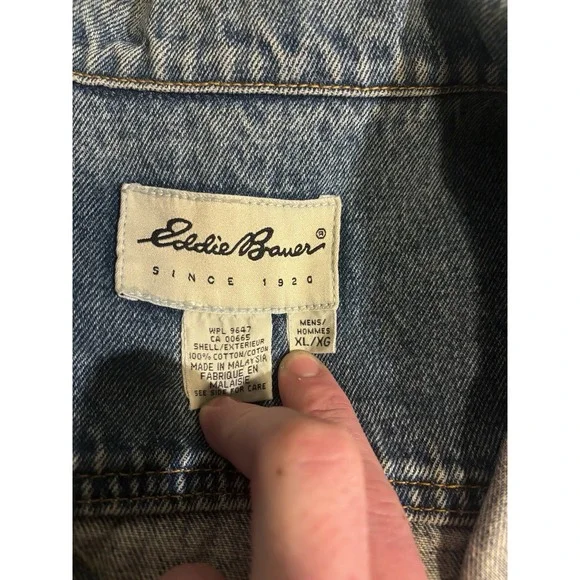 Eddie Bauer®
SINCE 1920
WPL 9647
CA 00665
SHELL/EXTERIEUR
100% COTTON/COTON
MADE IN MALAYSIA
FABRIQUE EN
MALAISIE
SEE SIDE FOR CARE
MENS/
HOMMES
XL/XG